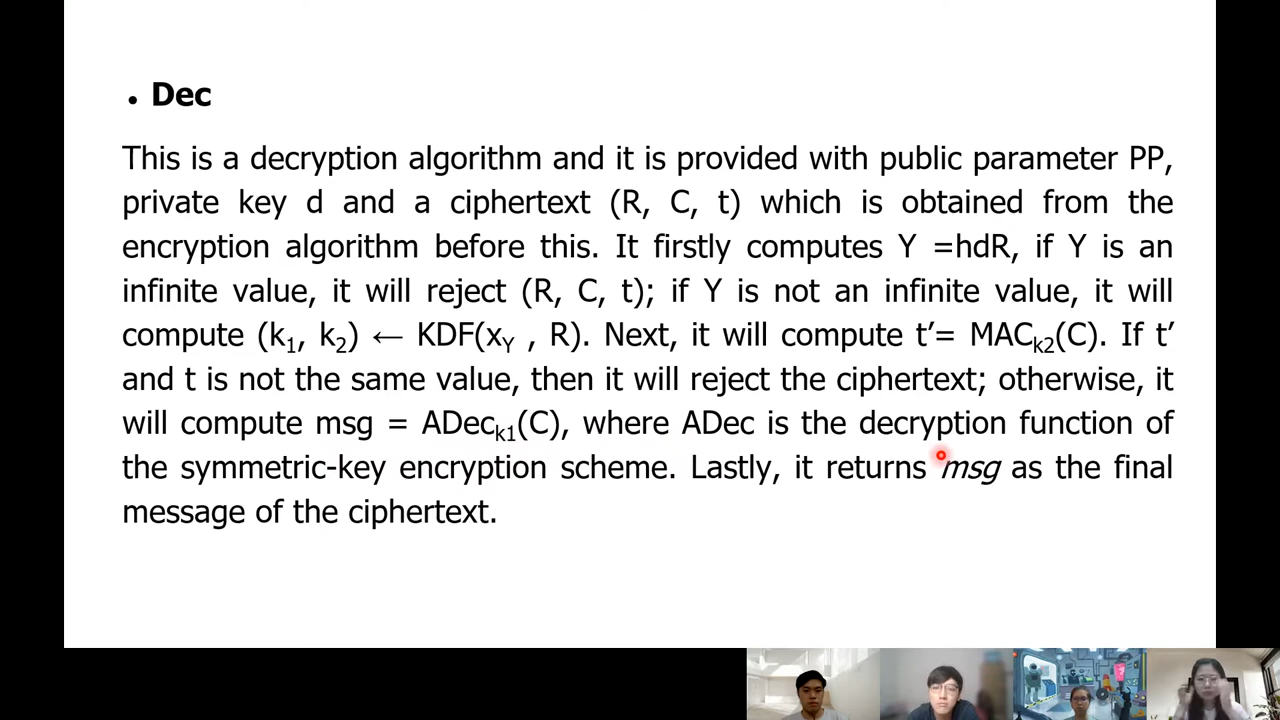 • Dec
This is a decryption algorithm and it is provided with public parameter PP,
private key d and a ciphertext (R, C, t) which is obtained from the
encryption algorithm before this. It firstly computes Y =hdR, if Y is an
infinite value, it will reject (R, C, t); if Y is not an infinite value, it will
compute (k₁, k₂) ← KDF(xY , R). Next, it will compute t′= MACk2(C). If t′
and t is not the same value, then it will reject the ciphertext; otherwise, it
will compute msg = ADeck1(C), where ADec is the decryption function of
the symmetric-key encryption scheme. Lastly, it returns msg as the final
message of the ciphertext.